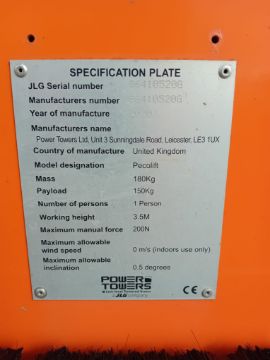 SPECIFICATION PLATE
JLG Serial number
Manufacturers number
Year of manufacture
Manufacturers name
Power Towers Ltd, Unit 3 Sunningdale Road, Leicester, LE3 1UX
Country of manufacture United Kingdom
Model designation Pecolift
Mass 180Kg
Payload 150Kg
Number of persons 1 Person
Working height 3.5M
Maximum manual force 200N
Maximum allowable
wind speed 0 m/s (indoors use only)
Maximum allowable
inclination 0.5 degrees
POWER
TOWERS
a JLG company
CE